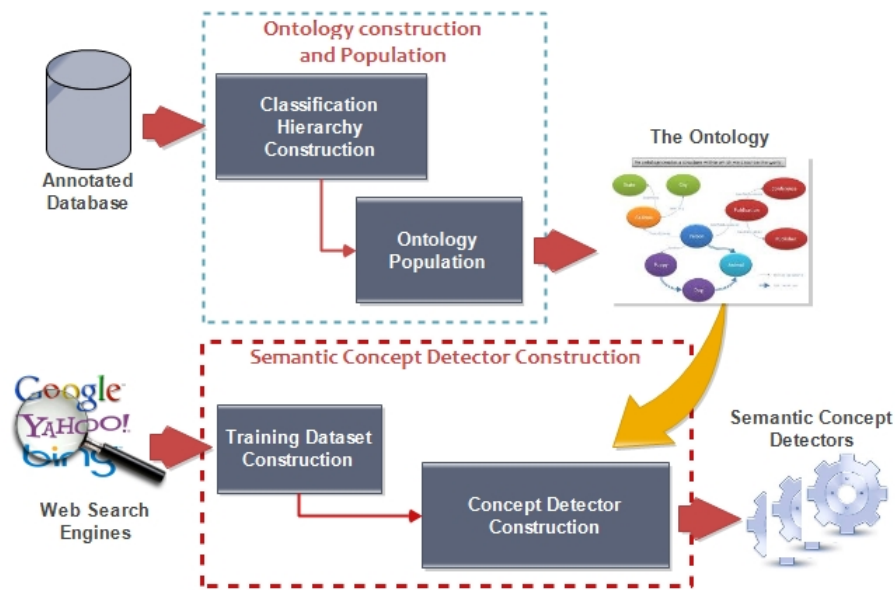 Ontology construction
and Population
Classification
Hierarchy
Construction
Annotated
Database
Ontology
Population
The Ontology
Semantic Concept Detector Construction
Google
YAHOO!
bing
Web Search
Engines
Training Dataset
Construction
Concept Detector
Construction
Semantic Concept
Detectors